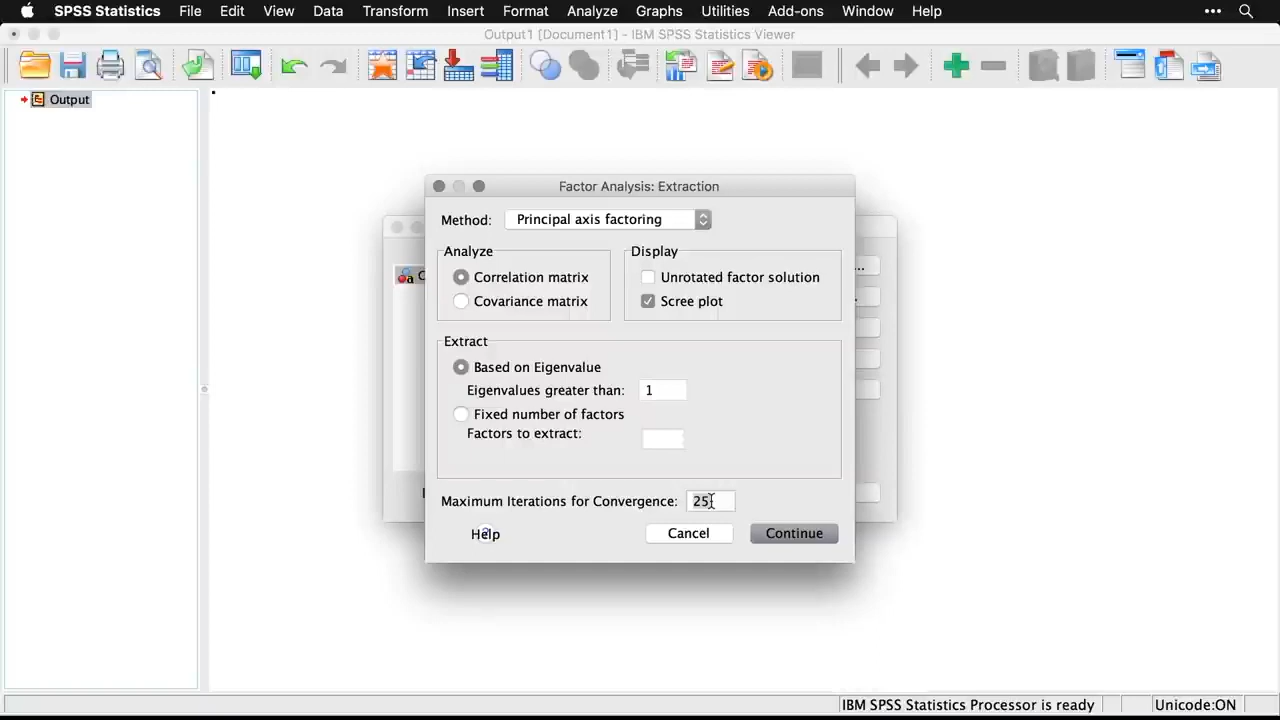 SPSS Statistics File Edit View Data Transform Insert Format Analyze Graphs Utilities Add-ons Window Help •••
Output1 [Document1] - IBM SPSS Statistics Viewer
Output
Factor Analysis: Extraction
Method: Principal axis factoring
Analyze
Display
Correlation matrix
Unrotated factor solution
Covariance matrix
Scree plot
Extract
Based on Eigenvalue
Eigenvalues greater than: 1
Fixed number of factors
Factors to extract:
Maximum Iterations for Convergence: 25
Help Cancel Continue
IBM SPSS Statistics Processor is ready Unicode:ON